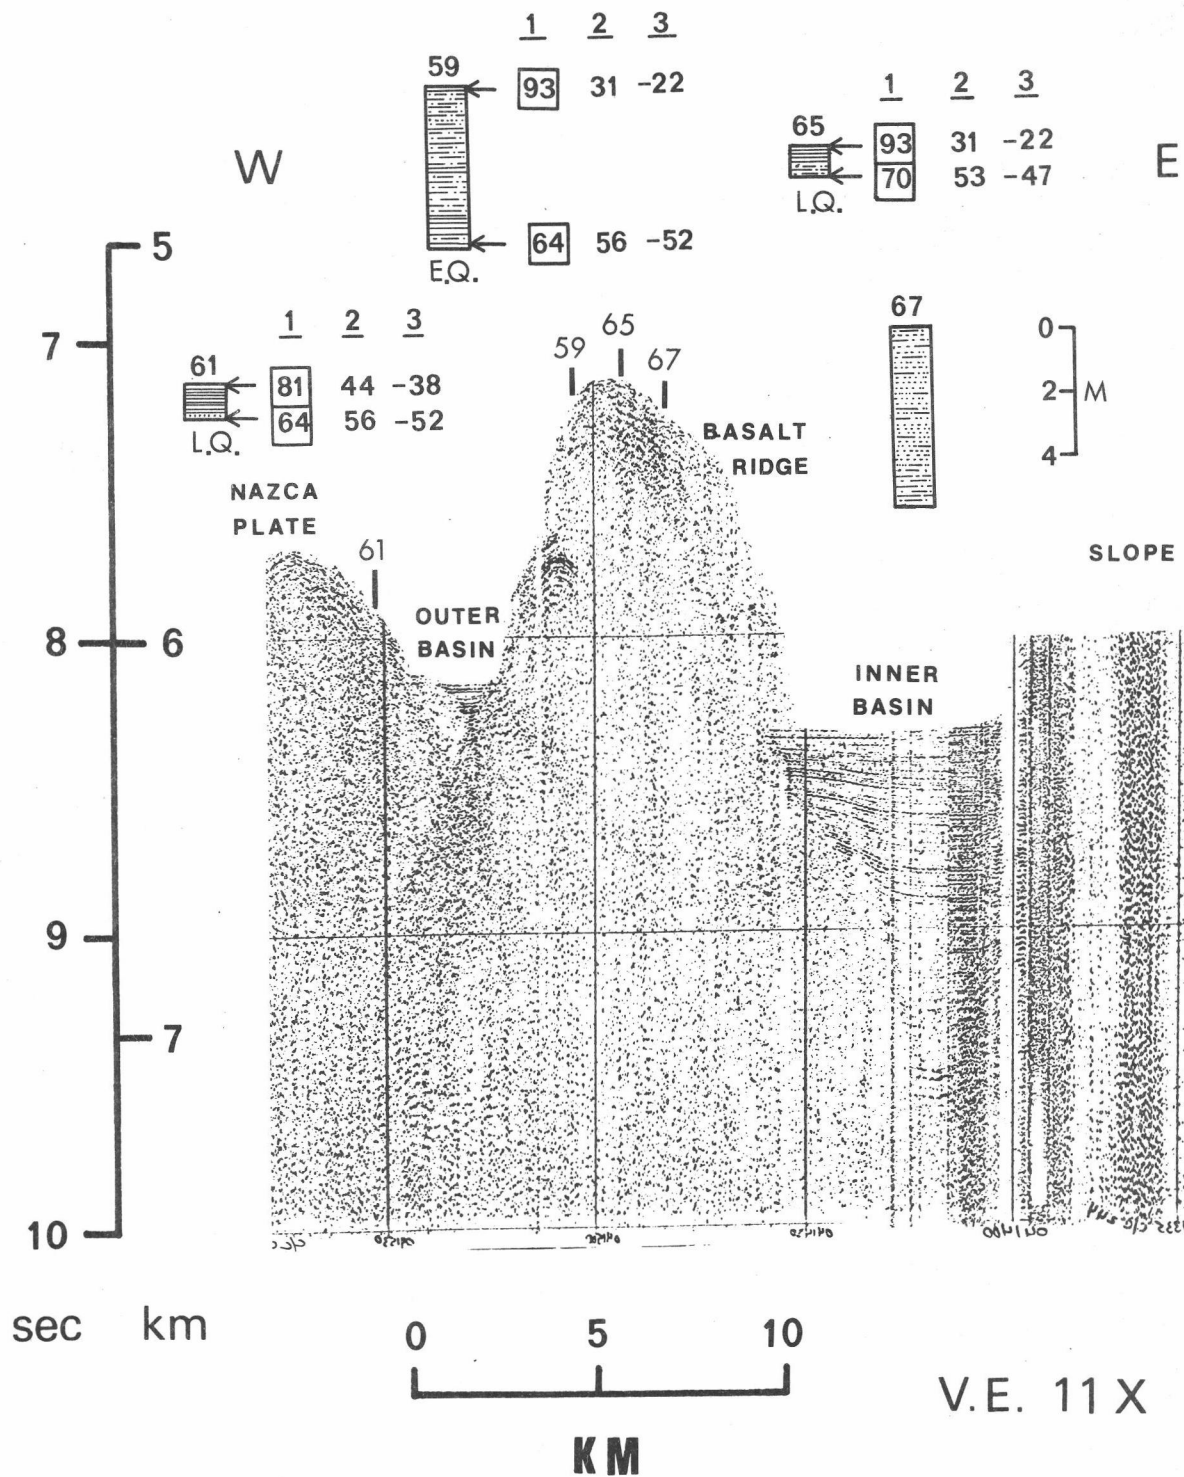 1 2 3
59
93 31 -22
64 56 -52
E.Q.
1 2 3
65
93 31 -22
70 53 -47
L.Q.
W
E
5
7
8
6
9
7
10
1 2 3
61
81 44 -38
64 56 -52
L.Q.
59
65
67
67
0
2 M
4
BASALT
RIDGE
NAZCA
PLATE
61
OUTER
BASIN
SLOPE
INNER
BASIN
sec km
0 5 10
KM
V.E. 11 X